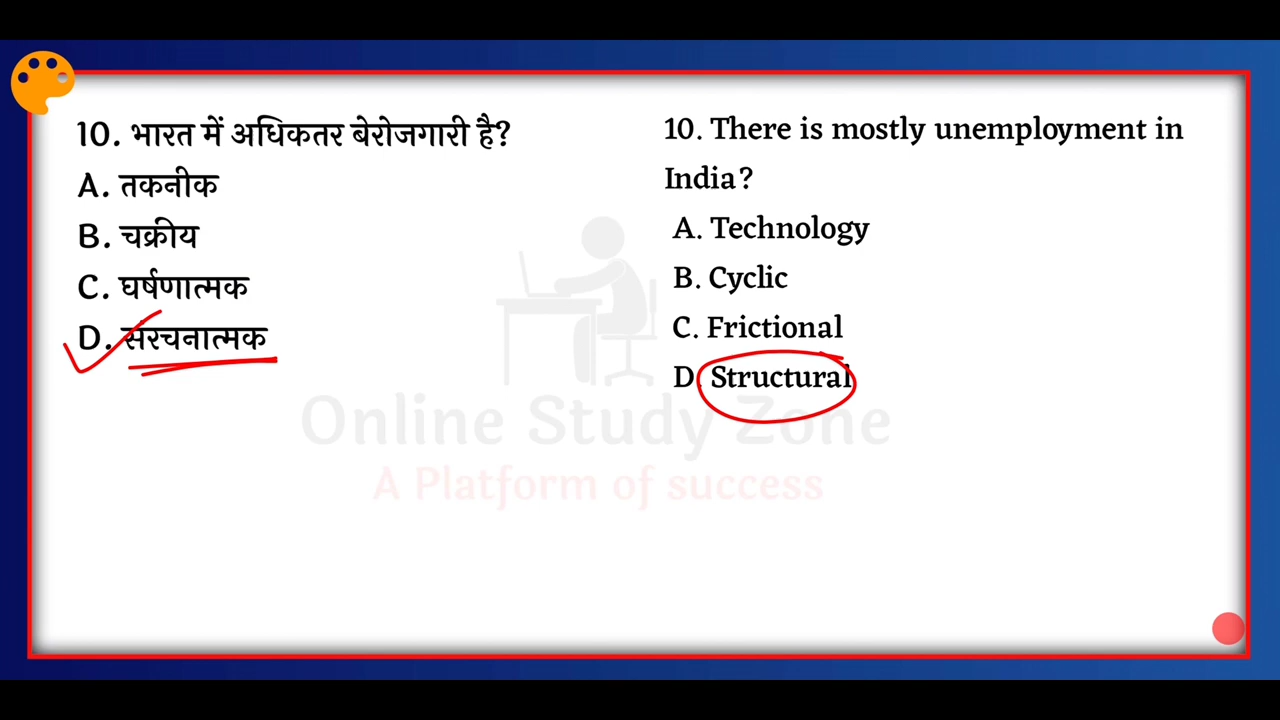 10. भारत में अधिकतर बेरोजगारी है?
A. तकनीक
B. चक्रीय
C. घर्षणात्मक
D. संरचनात्मक
10. There is mostly unemployment in
India?
A. Technology
B. Cyclic
C. Frictional
D. Structural
Online Study Zone
A Platform of success